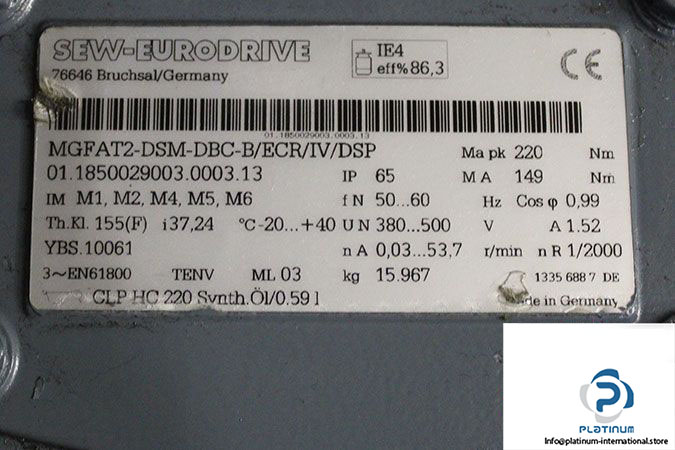 SEW-EURODRIVE
76646 Bruchsal/Germany
IE4
eff% 86,3
CE
01.1850029003.0003.13
MGFAT2-DSM-DBC-B/ECR/IV/DSP Ma pk 220 Nm
01.1850029003.0003.13 IP 65 M A 149 Nm
IM M1, M2, M4, M5, M6 f N 50...60 Hz Cos φ 0,99
Th.Kl. 155(F) i 37,24 °C -20...+40 U N 380...500 V A 1.52
YBS.10061 n A 0,03...53,7 r/min n R 1/2000
3~EN61800 TENV ML 03 kg 15.967 1335 688 7 DE
CLP HC 220 Synth.Öl/0.59 l in Germany
PLATINUM
Info@platinum-international.store